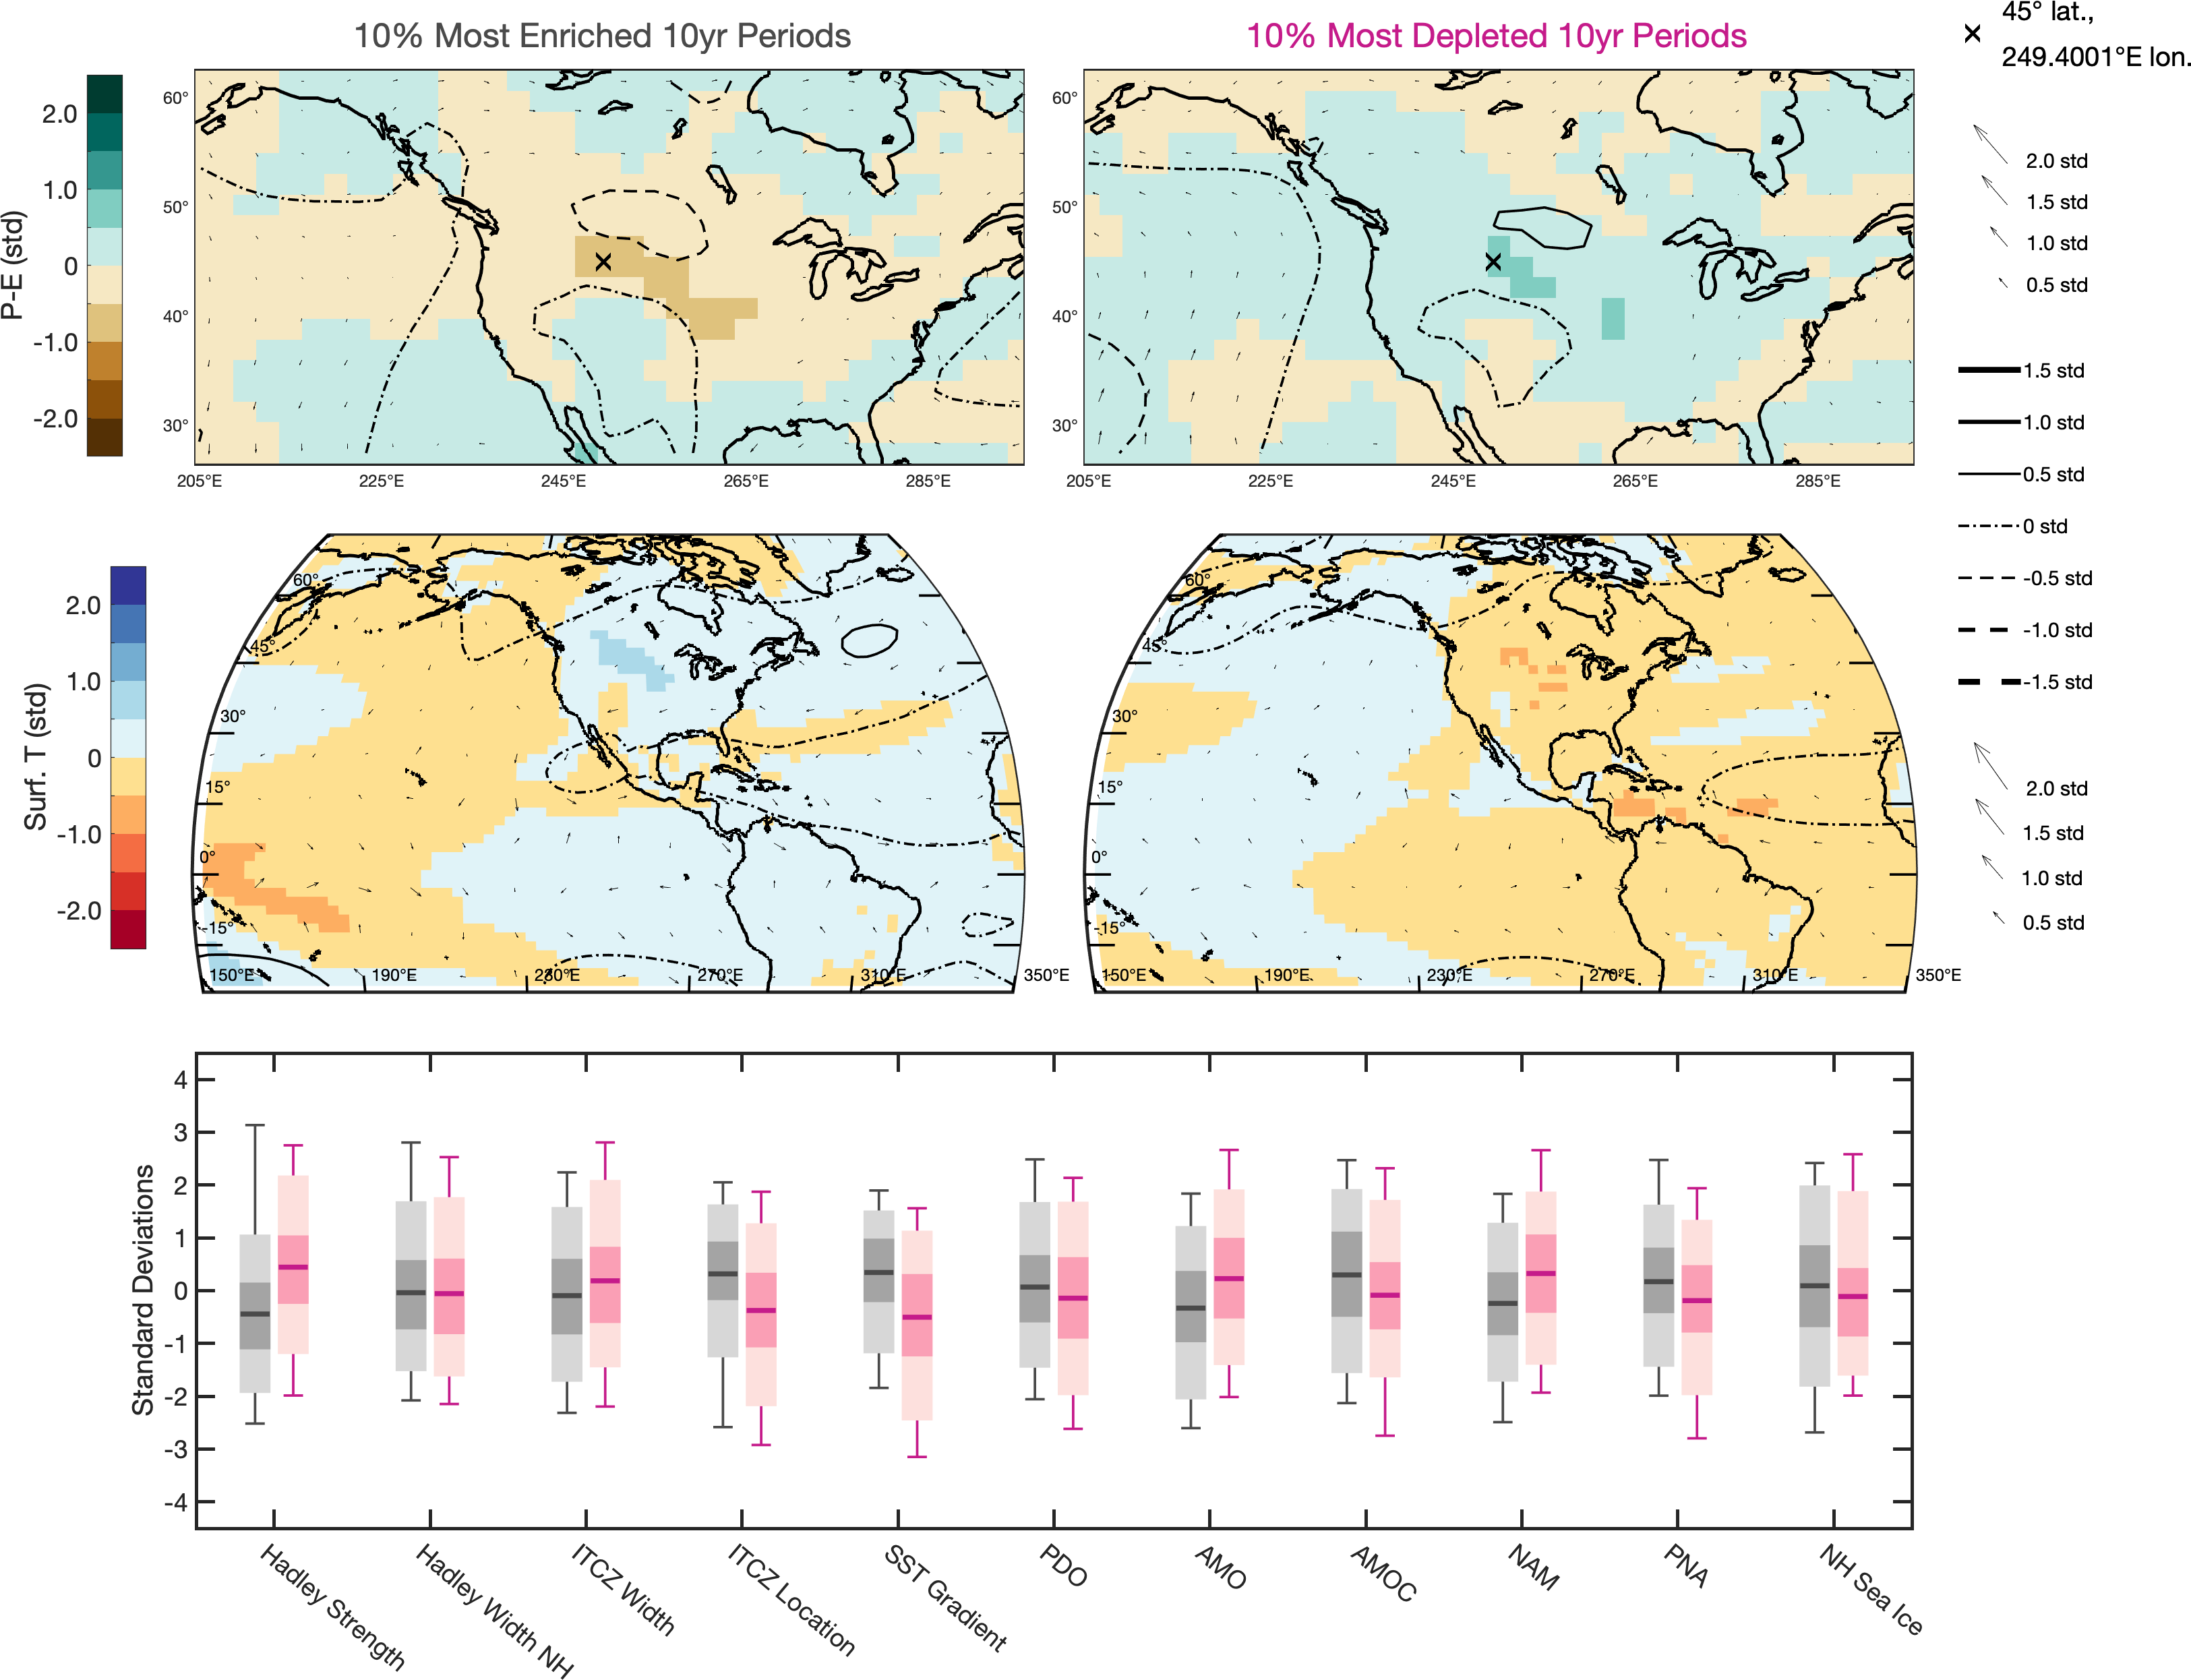 10% Most Enriched 10yr Periods
10% Most Depleted 10yr Periods
45° lat.,
249.4001°E lon.
P-E (std)
2.0
1.0
0
-1.0
-2.0
60°
50°
40°
30°
205°E 225°E 245°E 265°E 285°E
60°
50°
40°
30°
205°E 225°E 245°E 265°E 285°E
2.0 std
1.5 std
1.0 std
0.5 std
1.5 std
1.0 std
0.5 std
0 std
-0.5 std
-1.0 std
-1.5 std
Surf. T (std)
2.0
1.0
0
-1.0
-2.0
60°
45°
30°
15°
0°
-15°
150°E 190°E 230°E 270°E 310°E 350°E
60°
45°
30°
15°
0°
-15°
150°E 190°E 230°E 270°E 310°E 350°E
2.0 std
1.5 std
1.0 std
0.5 std
Standard Deviations
4
3
2
1
0
-1
-2
-3
-4
Hadley Strength
Hadley Width NH
ITCZ Width
ITCZ Location
SST Gradient
PDO
AMO
AMOC
NAM
PNA
NH Sea Ice